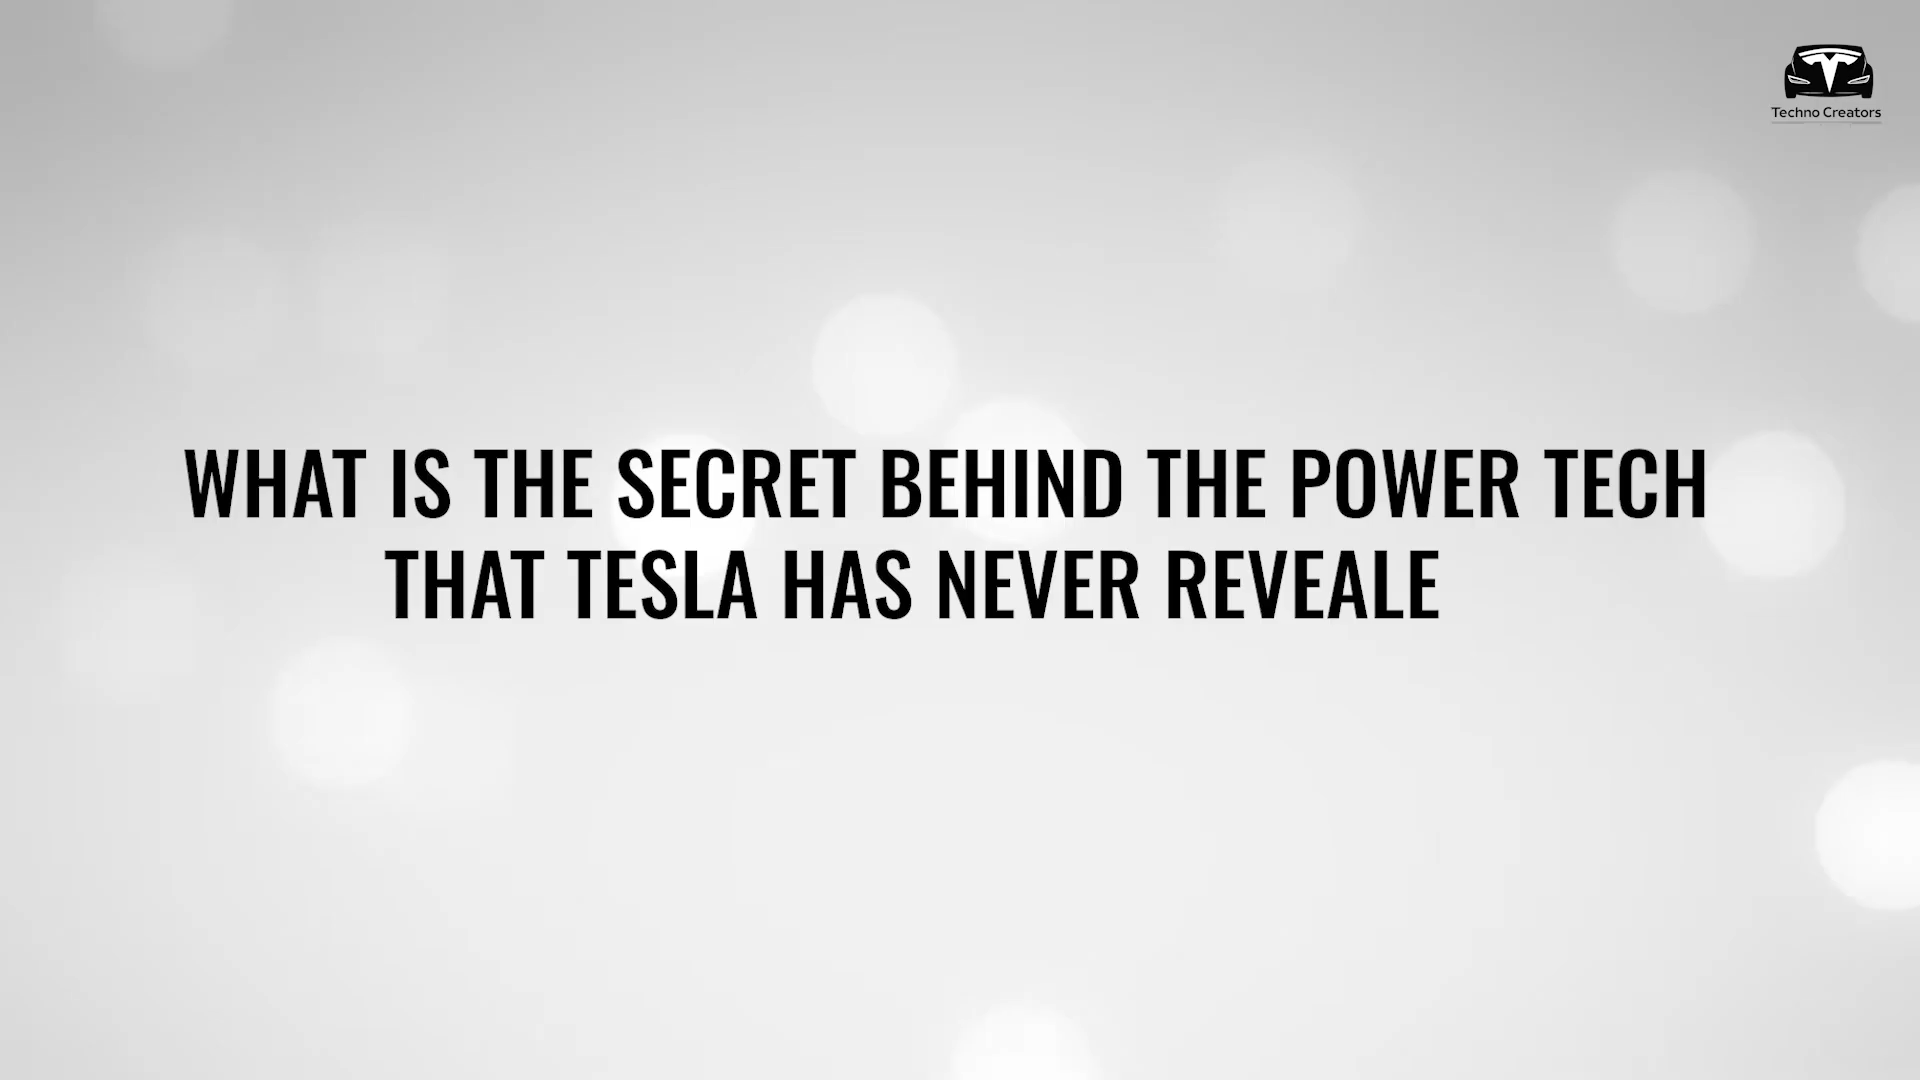 Techno Creators
WHAT IS THE SECRET BEHIND THE POWER TECH
THAT TESLA HAS NEVER REVEALE